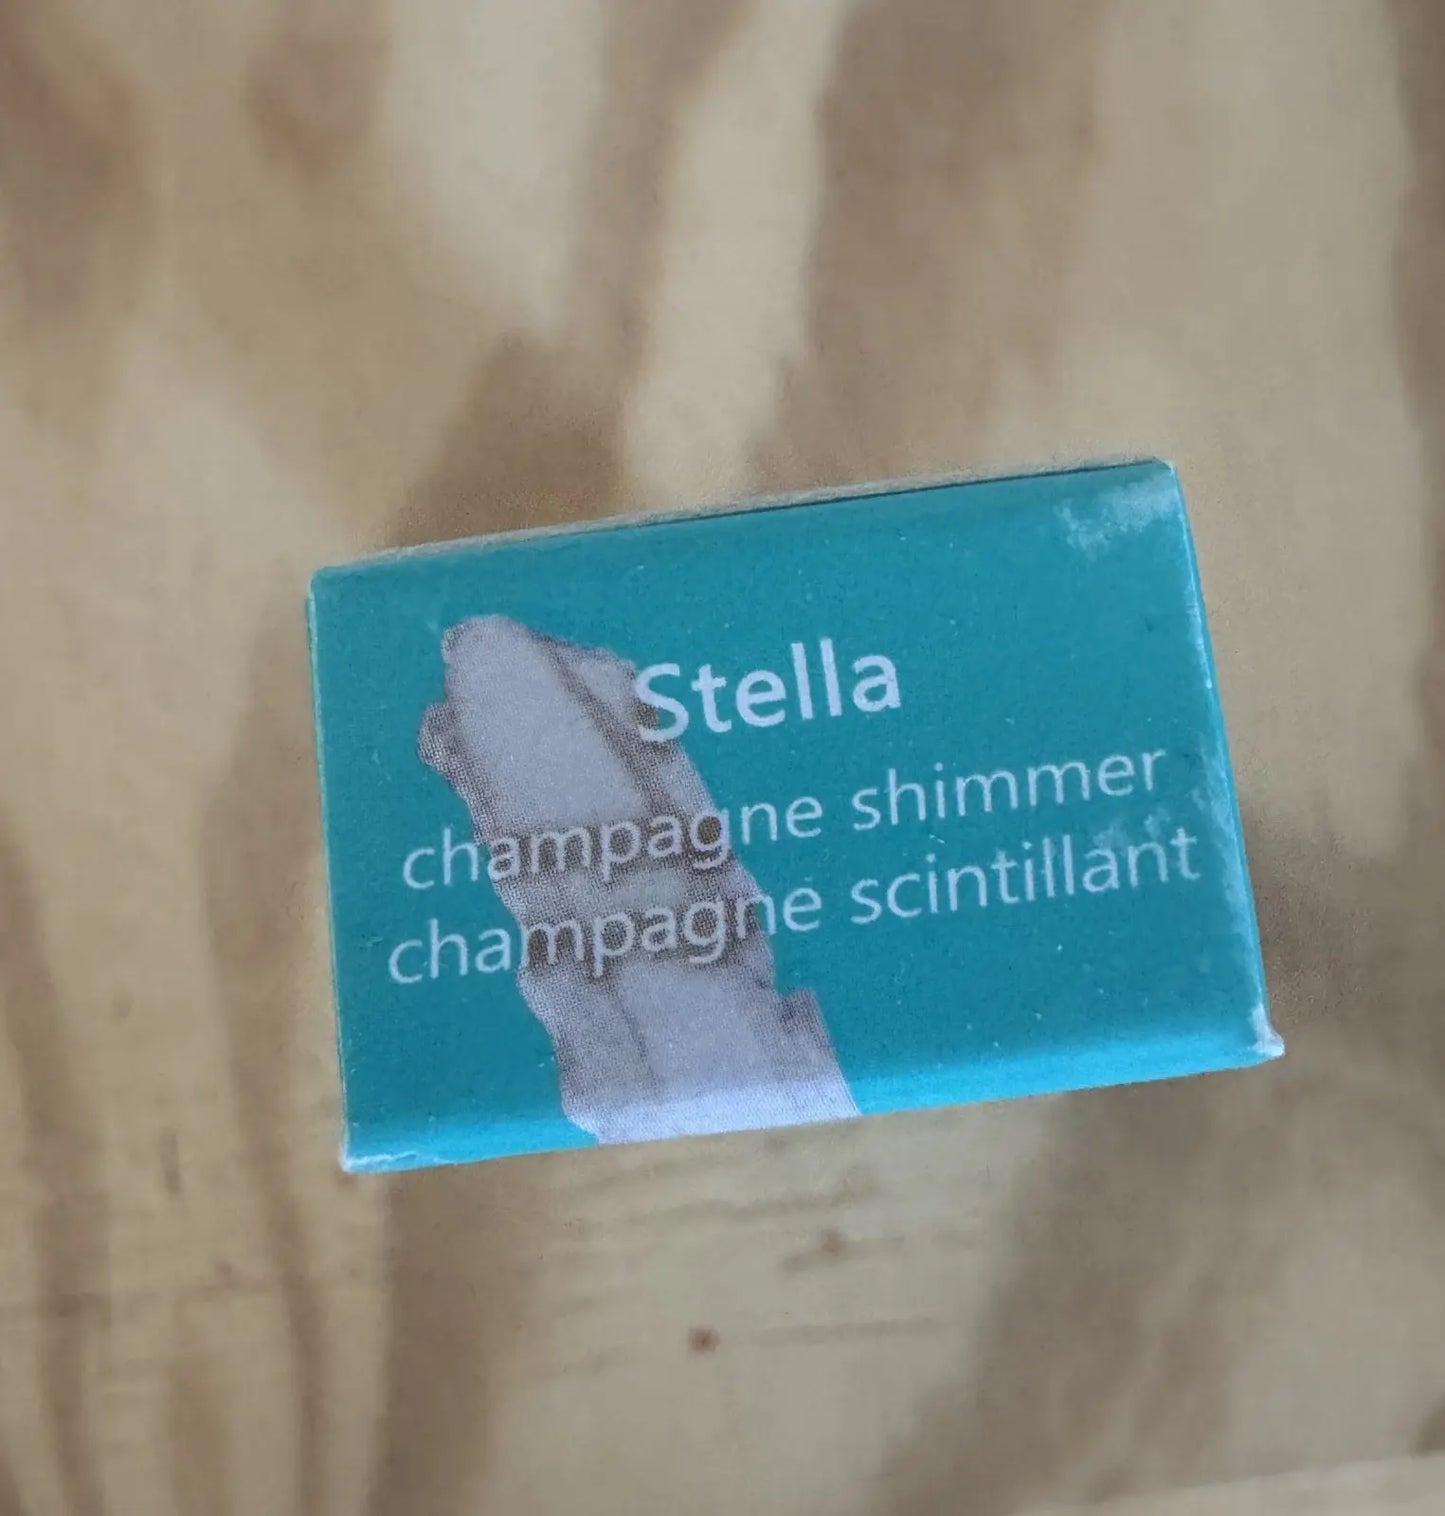 Stella
champagne shimmer
champagne scintillant